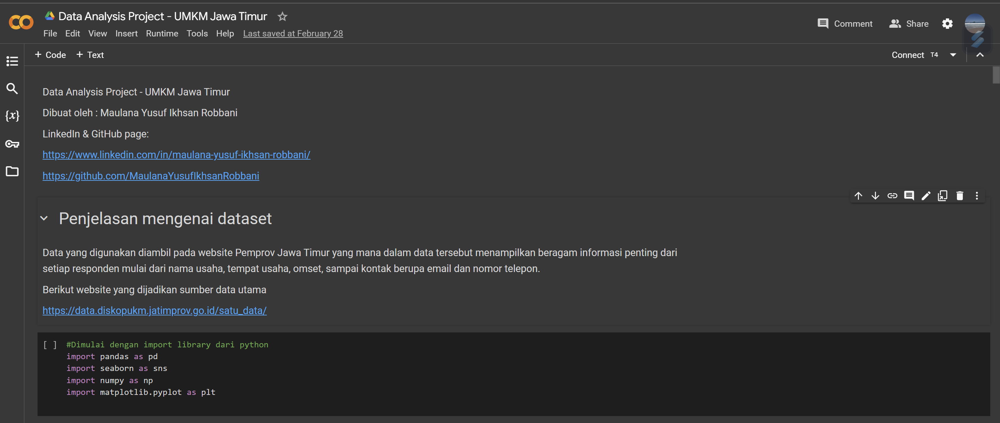 Data Analysis Project - UMKM Jawa Timur
Comment Share
File Edit View Insert Runtime Tools Help Last saved at February 28
+ Code + Text
Connect T4
{x}
Data Analysis Project - UMKM Jawa Timur
Dibuat oleh : Maulana Yusuf Ikhsan Robbani
LinkedIn & GitHub page:
https://www.linkedin.com/in/maulana-yusuf-ikhsan-robbani/
https://github.com/MaulanaYusufIkhsanRobbani
Penjelasan mengenai dataset
Data yang digunakan diambil pada website Pemprov Jawa Timur yang mana dalam data tersebut menampilkan beragam informasi penting dari
setiap responden mulai dari nama usaha, tempat usaha, omset, sampai kontak berupa email dan nomor telepon.
Berikut website yang dijadikan sumber data utama
https://data.diskopukm.jatimprov.go.id/satu_data/
[ ] #Dimulai dengan import library dari python
import pandas as pd
import seaborn as sns
import numpy as np
import matplotlib.pyplot as plt